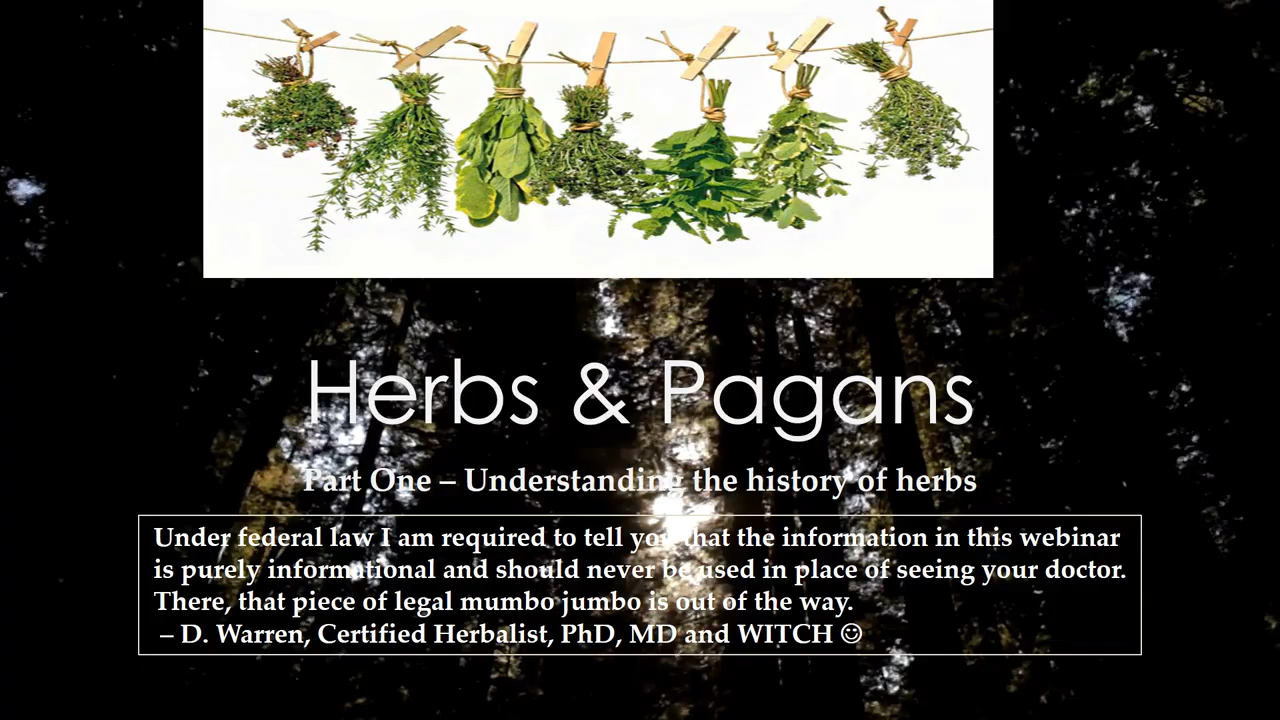 Herbs & Pagans
Part One – Understanding the history of herbs
Under federal law I am required to tell you that the information in this webinar
is purely informational and should never be used in place of seeing your doctor.
There, that piece of legal mumbo jumbo is out of the way.
– D. Warren, Certified Herbalist, PhD, MD and WITCH ☺